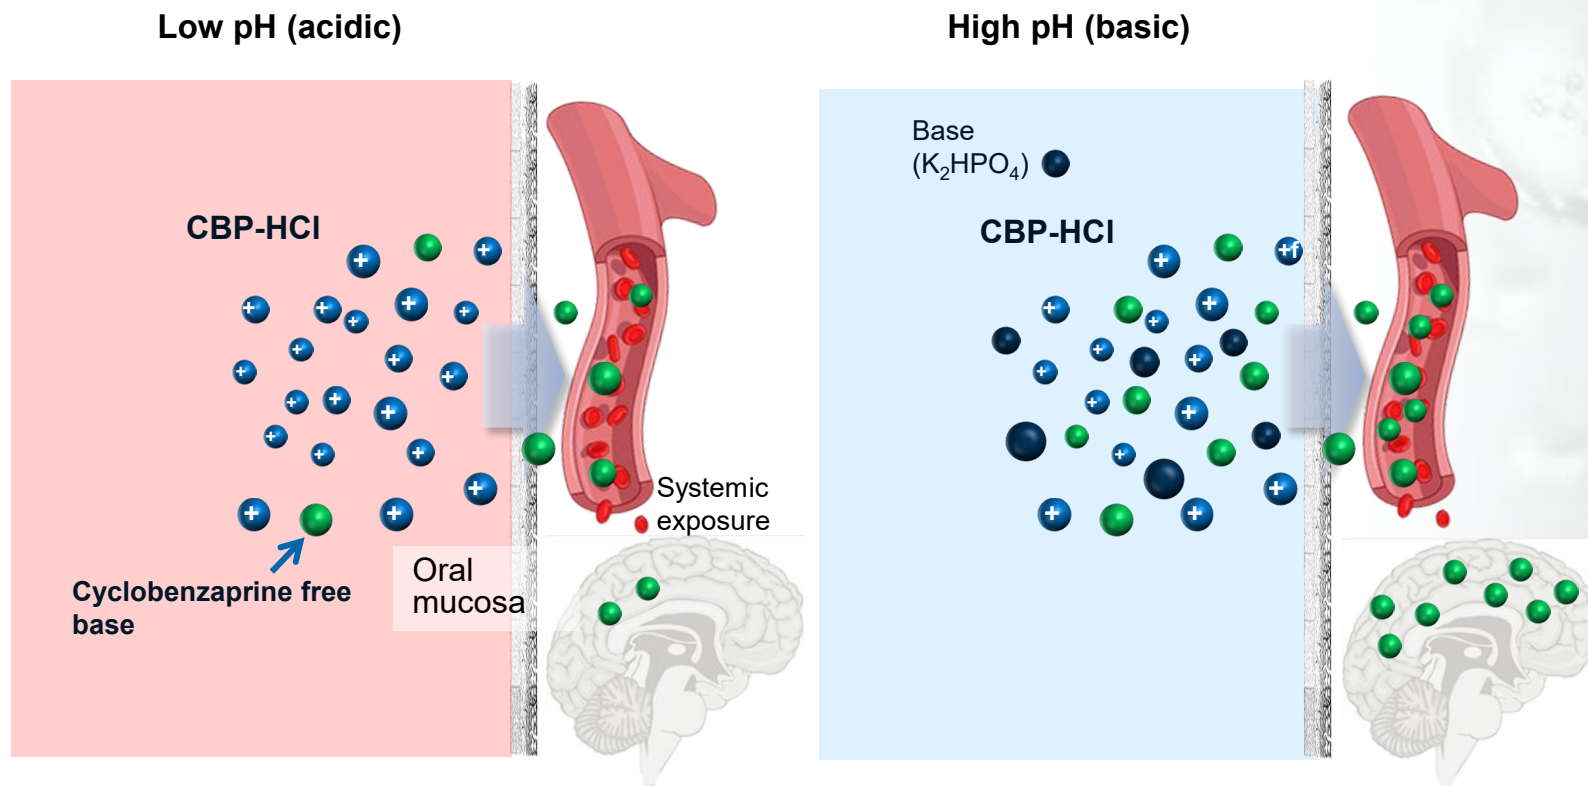 Low pH (acidic)
CBP-HCl
Cyclobenzaprine free
base
Oral
mucosa
Systemic
exposure
High pH (basic)
Base
(K₂HPO₄)
CBP-HCl
+f